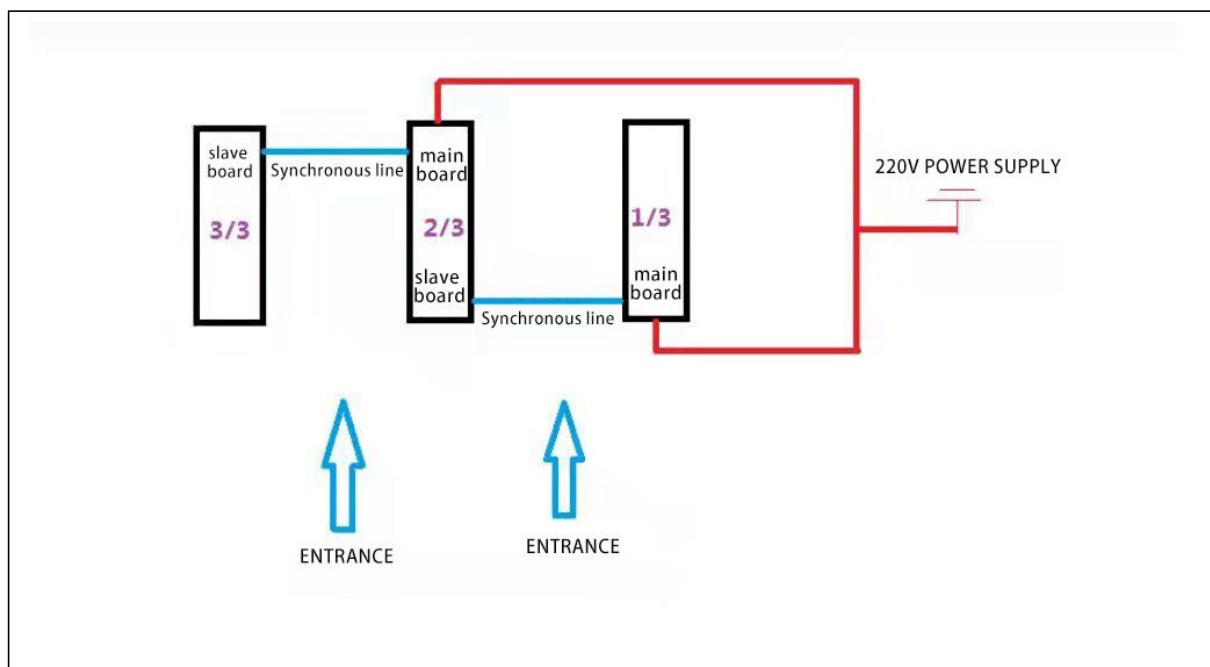 slave
board
Synchronous line
main
board
220V POWER SUPPLY
3/3
2/3
1/3
slave
board
main
board
Synchronous line
ENTRANCE
ENTRANCE